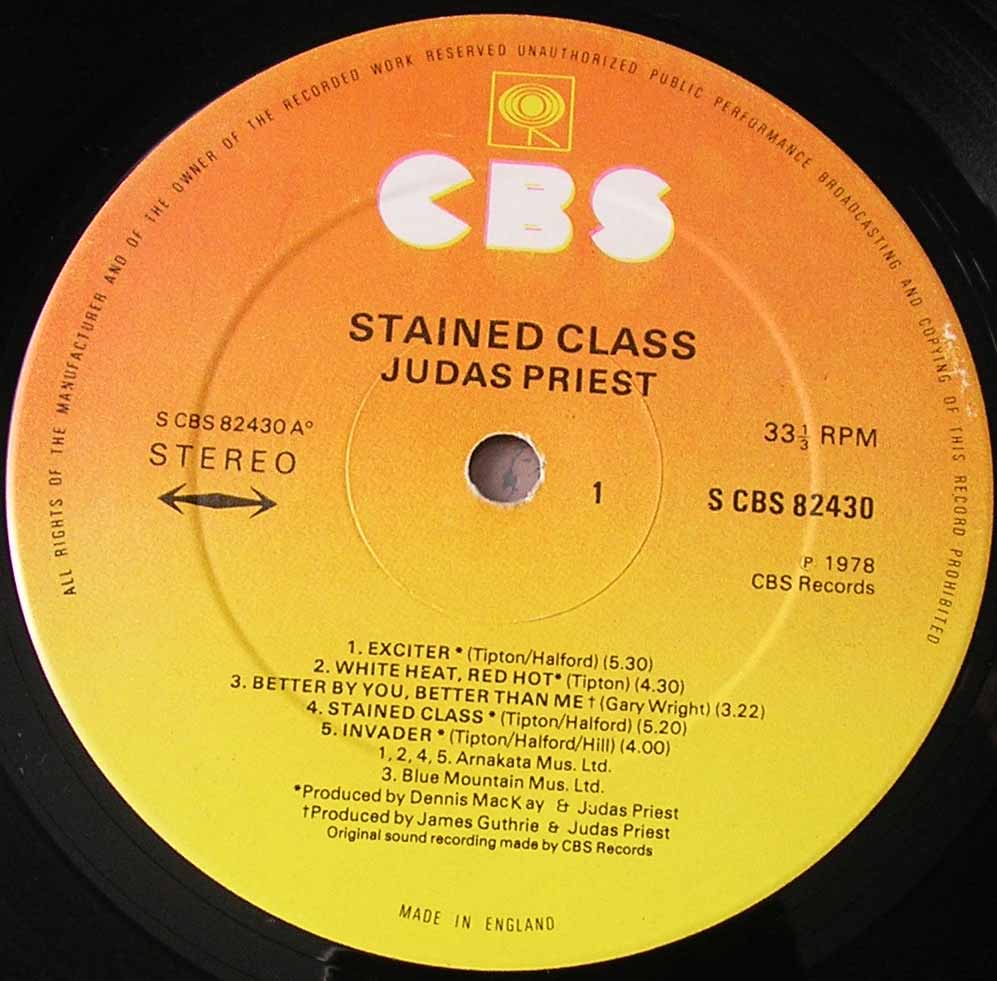 ALL RIGHTS OF THE MANUFACTURER AND OF THE OWNER OF THE RECORDED WORK RESERVED UNAUTHORIZED PUBLIC PERFORMANCE BROADCASTING AND COPYING OF THIS RECORD PROHIBITED
CBS
STAINED CLASS
JUDAS PRIEST
S CBS 82430 A°
STEREO
33⅓ RPM
1
S CBS 82430
℗ 1978
CBS Records
1. EXCITER * (Tipton/Halford) (5.30)
2. WHITE HEAT, RED HOT* (Tipton) (4.30)
3. BETTER BY YOU, BETTER THAN ME † (Gary Wright) (3.22)
4. STAINED CLASS * (Tipton/Halford) (5.20)
5. INVADER * (Tipton/Halford/Hill) (4.00)
1, 2, 4, 5. Arnakata Mus. Ltd.
3. Blue Mountain Mus. Ltd.
*Produced by Dennis MacKay & Judas Priest
†Produced by James Guthrie & Judas Priest
Original sound recording made by CBS Records
MADE IN ENGLAND